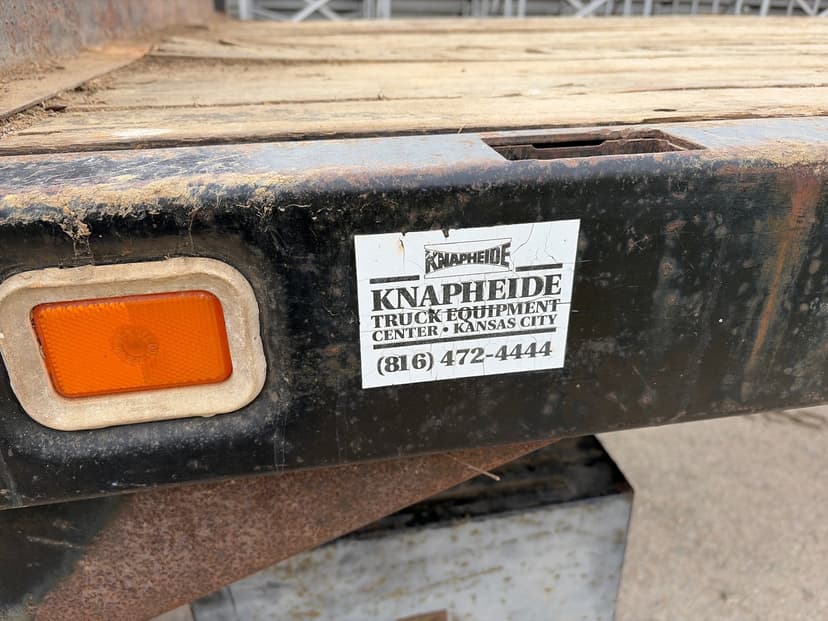 KNAPHEIDE
KNAPHEIDE
TRUCK EQUIPMENT
CENTER • KANSAS CITY
(816) 472-4444